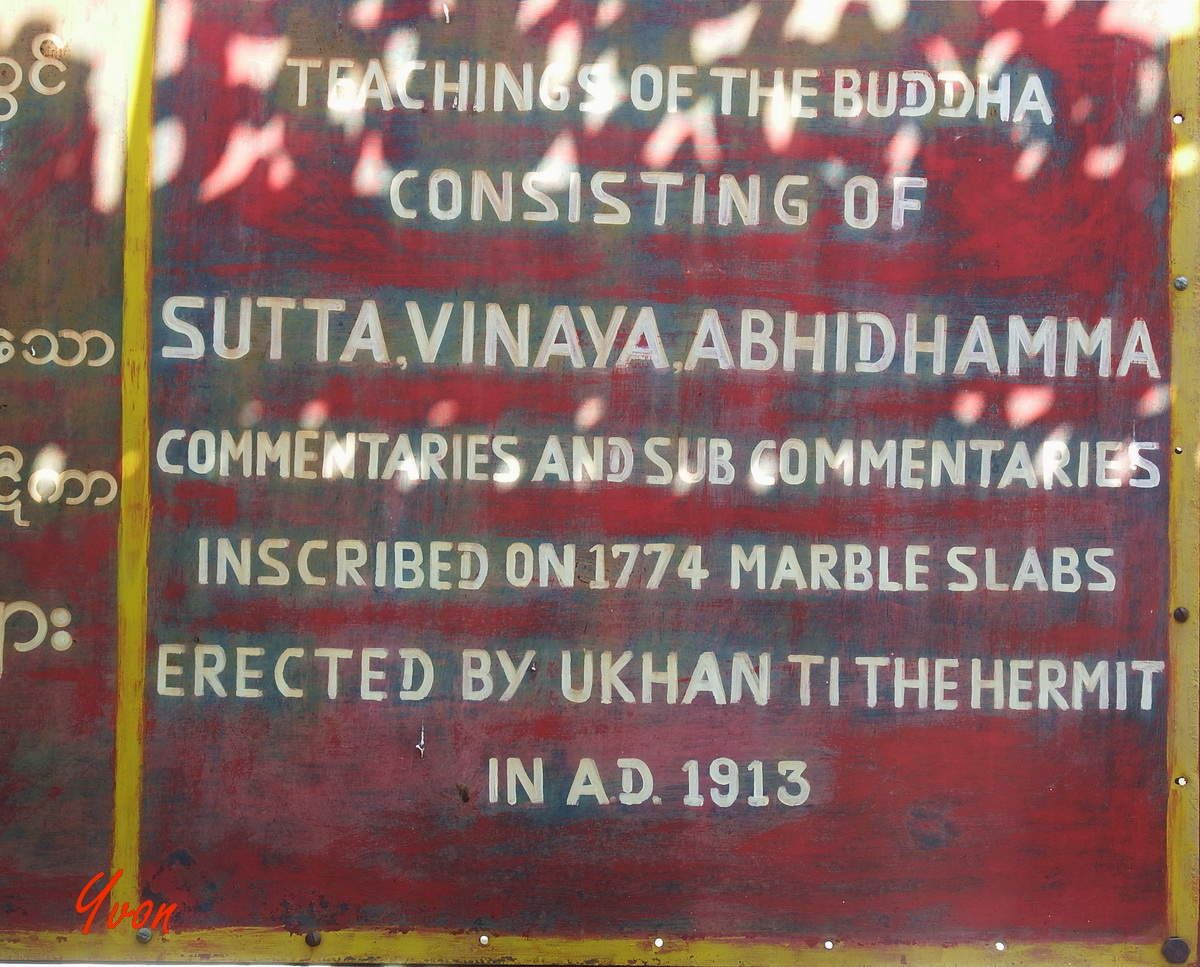 TEACHINGS OF THE BUDDHA
CONSISTING OF
SUTTA,VINAYA,ABHIDHAMMA
COMMENTARIES AND SUB COMMENTARIES
INSCRIBED ON 1774 MARBLE SLABS
ERECTED BY UKHAN TI THE HERMIT
IN A.D. 1913
Yvon